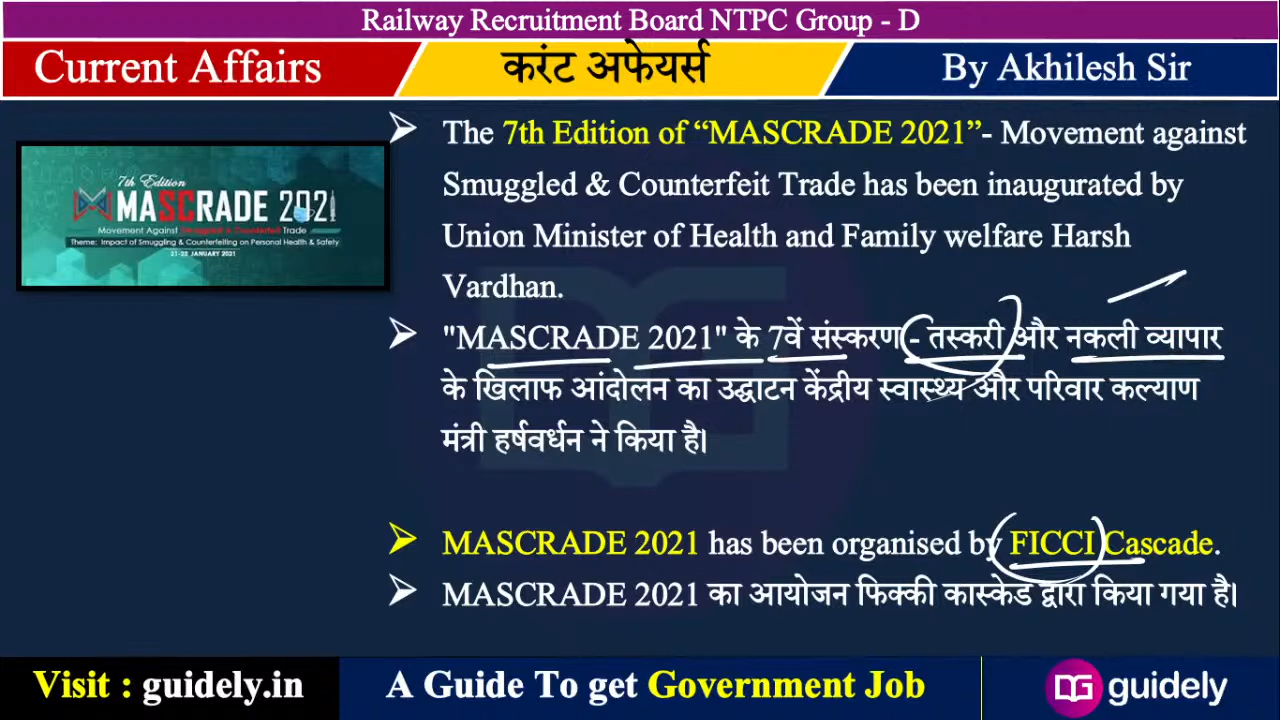 Railway Recruitment Board NTPC Group - D
Current Affairs
करंट अफेयर्स
By Akhilesh Sir
7th Edition
MASCRADE 2021
Movement Against Smuggled & Counterfeit Trade
Theme: Impact of Smuggling & Counterfeiting on Personal Health & Safety
21-22 JANUARY 2021
The 7th Edition of “MASCRADE 2021”- Movement against
Smuggled & Counterfeit Trade has been inaugurated by
Union Minister of Health and Family welfare Harsh
Vardhan.
"MASCRADE 2021" के 7वें संस्करण - तस्करी और नकली व्यापार
के खिलाफ आंदोलन का उद्घाटन केंद्रीय स्वास्थ्य और परिवार कल्याण
मंत्री हर्षवर्धन ने किया है।
MASCRADE 2021 has been organised by FICCI Cascade.
MASCRADE 2021 का आयोजन फिक्की कास्केड द्वारा किया गया है।
Visit : guidely.in
A Guide To get Government Job
guidely